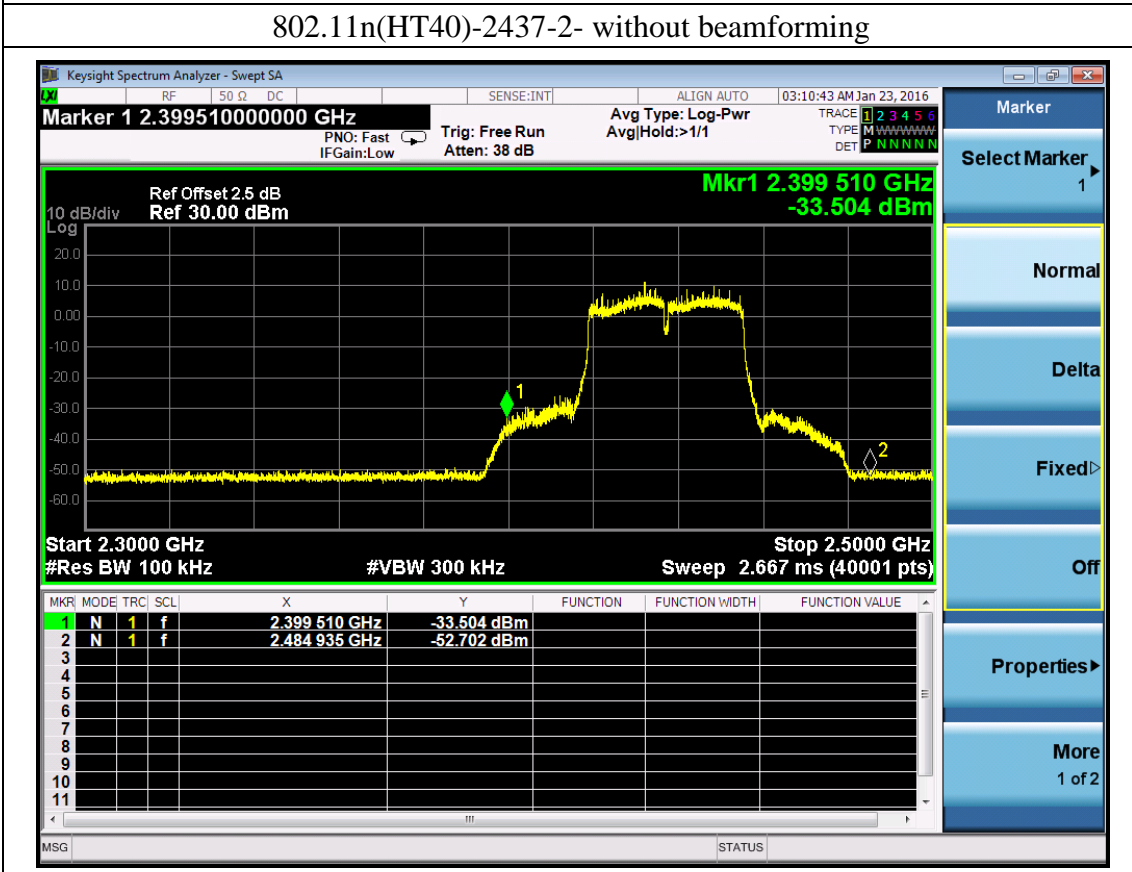 802.11n(HT40)-2437-2- without beamforming
Keysight Spectrum Analyzer - Swept SA
LXI RF 50 Ω DC SENSE:INT ALIGN AUTO 03:10:43 AM Jan 23, 2016
Marker 1 2.399510000000 GHz
PNO: Fast
IFGain:Low
Trig: Free Run
Atten: 38 dB
Avg Type: Log-Pwr
Avg|Hold:>1/1
TRACE 1 2 3 4 5 6
TYPE M WWWWW
DET P N N N N N
Ref Offset 2.5 dB
Ref 30.00 dBm
10 dB/div
Log
Mkr1 2.399 510 GHz
-33.504 dBm
20.0
10.0
0.00
-10.0
-20.0
-30.0
-40.0
-50.0
-60.0
1
2
Start 2.3000 GHz
Stop 2.5000 GHz
#Res BW 100 kHz
#VBW 300 kHz
Sweep 2.667 ms (40001 pts)
MKR MODE TRC SCL X Y FUNCTION FUNCTION WIDTH FUNCTION VALUE
1 N 1 f 2.399 510 GHz -33.504 dBm
2 N 1 f 2.484 935 GHz -52.702 dBm
3
4
5
6
7
8
9
10
11
MSG
STATUS
Marker
Select Marker
1
Normal
Delta
Fixed
Off
Properties
More
1 of 2